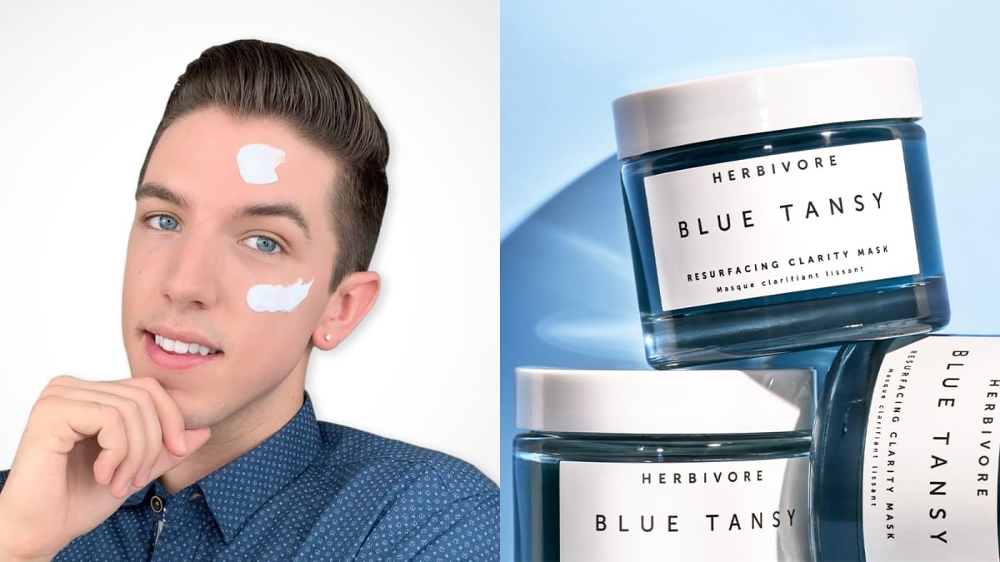 HERBIVORE
BLUE TANSY
RESURFACING CLARITY MASK
Masque clarifiant lissant
HERBIVORE
BLUE TANSY
HERBIVORE
BLUE TANSY
RESURFACING CLARITY MASK
Masque clarifiant lissant